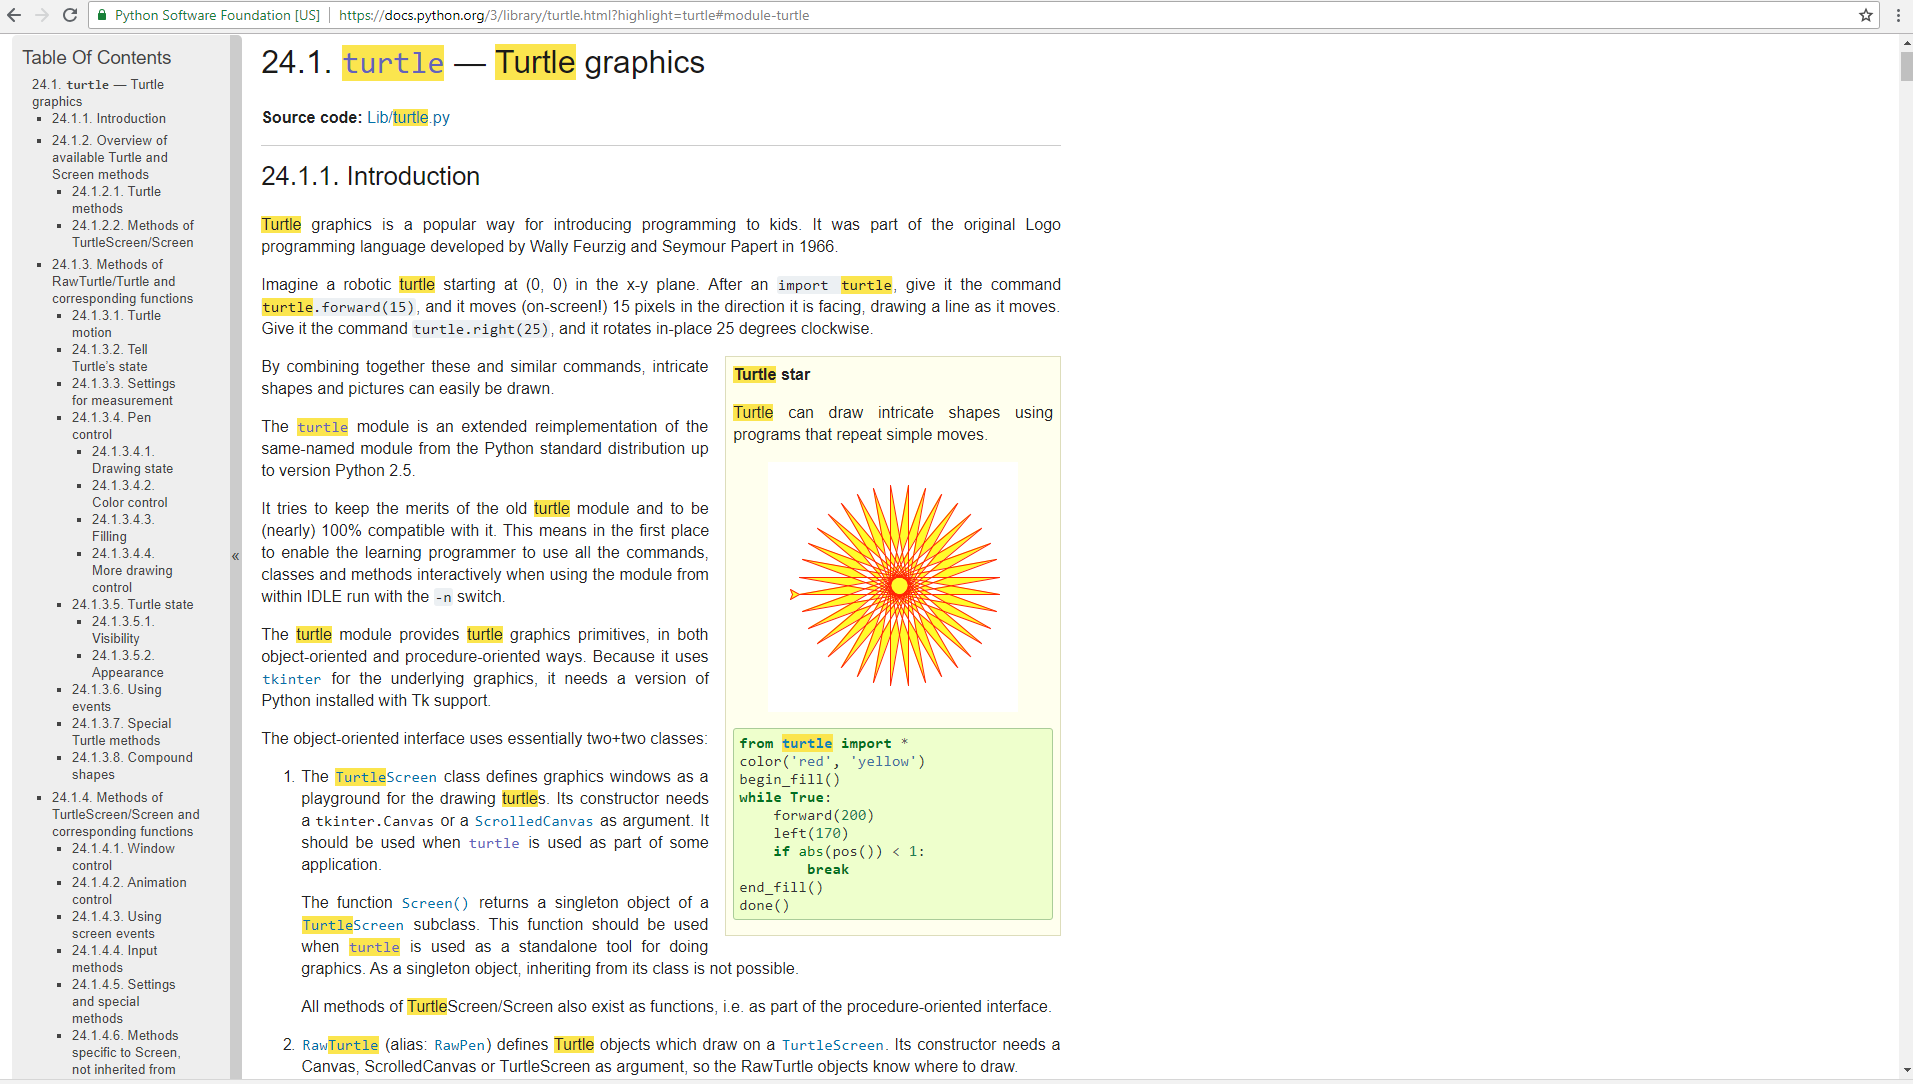 Python Software Foundation [US]
https://docs.python.org/3/library/turtle.html?highlight=turtle#module-turtle
Table Of Contents
24.1. turtle — Turtle
graphics
24.1.1. Introduction
24.1.2. Overview of
available Turtle and
Screen methods
24.1.2.1. Turtle
methods
24.1.2.2. Methods of
TurtleScreen/Screen
24.1.3. Methods of
RawTurtle/Turtle and
corresponding functions
24.1.3.1. Turtle
motion
24.1.3.2. Tell
Turtle's state
24.1.3.3. Settings
for measurement
24.1.3.4. Pen
control
24.1.3.4.1.
Drawing state
24.1.3.4.2.
Color control
24.1.3.4.3.
Filling
24.1.3.4.4.
More drawing
control
24.1.3.5. Turtle state
24.1.3.5.1.
Visibility
24.1.3.5.2.
Appearance
24.1.3.6. Using
events
24.1.3.7. Special
Turtle methods
24.1.3.8. Compound
shapes
24.1.4. Methods of
TurtleScreen/Screen and
corresponding functions
24.1.4.1. Window
control
24.1.4.2. Animation
control
24.1.4.3. Using
screen events
24.1.4.4. Input
methods
24.1.4.5. Settings
and special
methods
24.1.4.6. Methods
specific to Screen,
not inherited from
«
24.1. turtle — Turtle graphics
Source code: Lib/turtle.py
24.1.1. Introduction
Turtle graphics is a popular way for introducing programming to kids. It was part of the original Logo
programming language developed by Wally Feurzig and Seymour Papert in 1966.
Imagine a robotic turtle starting at (0, 0) in the x-y plane. After an import turtle, give it the command
turtle.forward(15), and it moves (on-screen!) 15 pixels in the direction it is facing, drawing a line as it moves.
Give it the command turtle.right(25), and it rotates in-place 25 degrees clockwise.
By combining together these and similar commands, intricate
shapes and pictures can easily be drawn.
The turtle module is an extended reimplementation of the
same-named module from the Python standard distribution up
to version Python 2.5.
It tries to keep the merits of the old turtle module and to be
(nearly) 100% compatible with it. This means in the first place
to enable the learning programmer to use all the commands,
classes and methods interactively when using the module from
within IDLE run with the -n switch.
The turtle module provides turtle graphics primitives, in both
object-oriented and procedure-oriented ways. Because it uses
tkinter for the underlying graphics, it needs a version of
Python installed with Tk support.
The object-oriented interface uses essentially two+two classes:
1. The TurtleScreen class defines graphics windows as a
playground for the drawing turtles. Its constructor needs
a tkinter.Canvas or a ScrolledCanvas as argument. It
should be used when turtle is used as part of some
application.
The function Screen() returns a singleton object of a
TurtleScreen subclass. This function should be used
when turtle is used as a standalone tool for doing
graphics. As a singleton object, inheriting from its class is not possible.
All methods of TurtleScreen/Screen also exist as functions, i.e. as part of the procedure-oriented interface.
2. RawTurtle (alias: RawPen) defines Turtle objects which draw on a TurtleScreen. Its constructor needs a
Canvas, ScrolledCanvas or TurtleScreen as argument, so the RawTurtle objects know where to draw.
Turtle star
Turtle can draw intricate shapes using
programs that repeat simple moves.
from turtle import *
color('red', 'yellow')
begin_fill()
while True:
    forward(200)
    left(170)
    if abs(pos()) < 1:
        break
end_fill()
done()